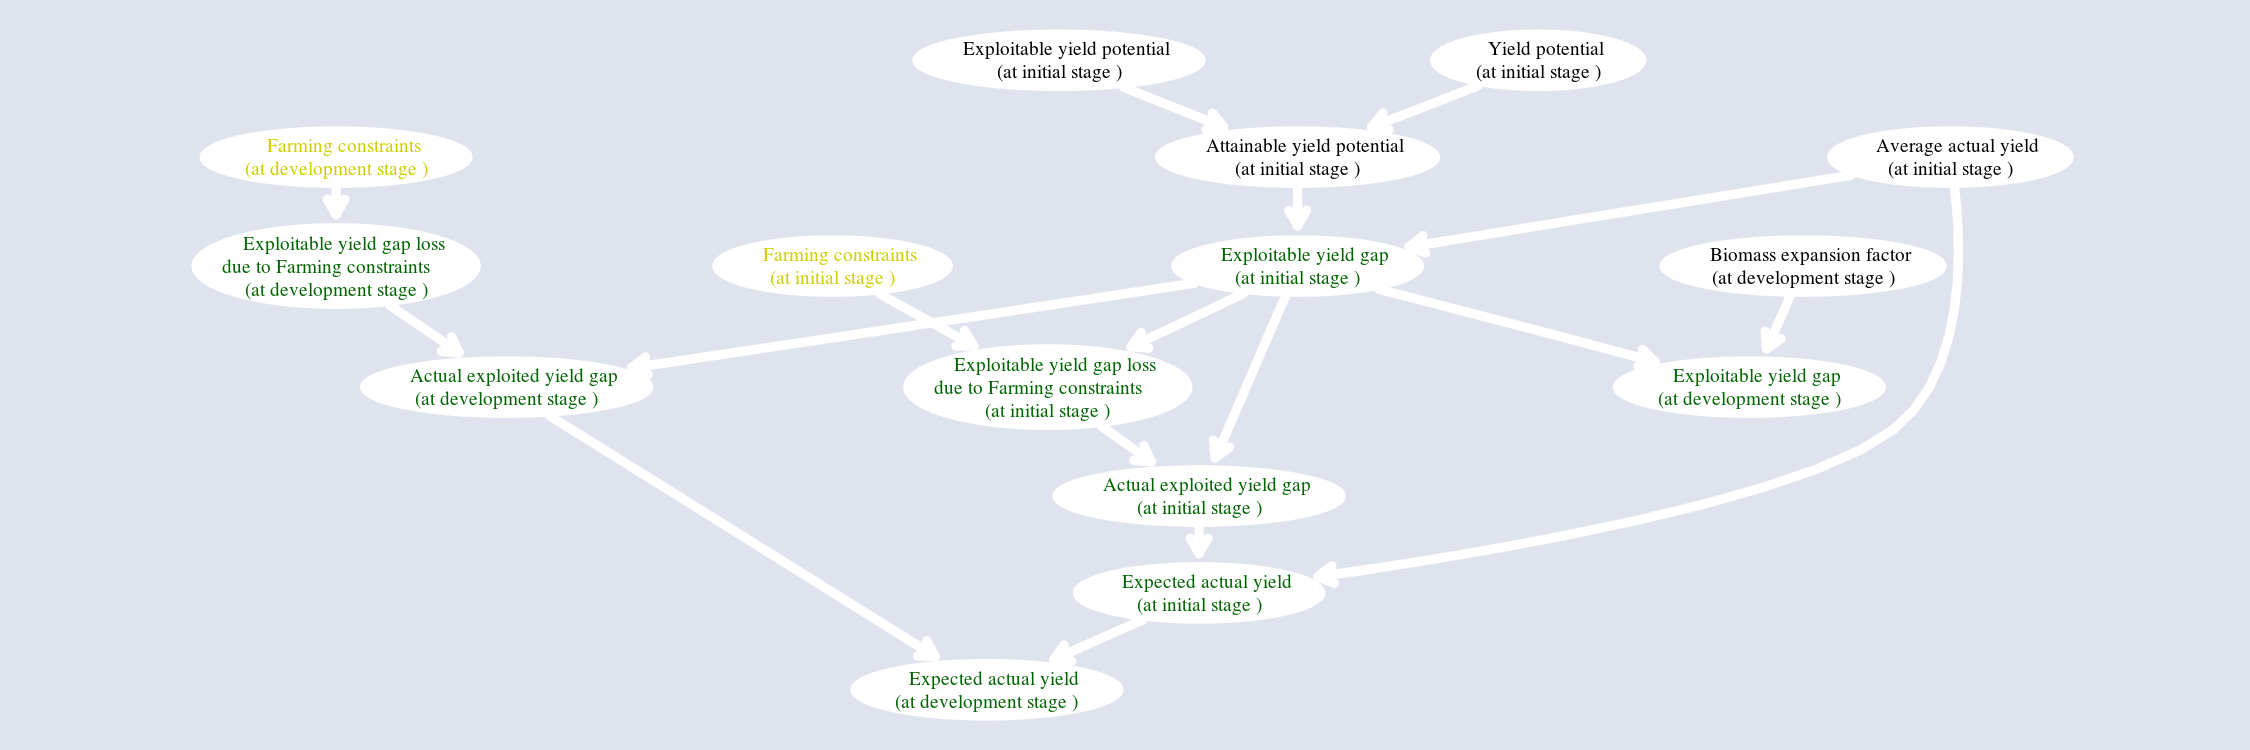 Exploitable yield potential
(at initial stage )
Yield potential
(at initial stage )
Farming constraints
(at development stage )
Attainable yield potential
(at initial stage )
Average actual yield
(at initial stage )
Exploitable yield gap loss
due to Farming constraints
(at development stage )
Farming constraints
(at initial stage )
Exploitable yield gap
(at initial stage )
Biomass expansion factor
(at development stage )
Actual exploited yield gap
(at development stage )
Exploitable yield gap loss
due to Farming constraints
(at initial stage )
Exploitable yield gap
(at development stage )
Actual exploited yield gap
(at initial stage )
Expected actual yield
(at initial stage )
Expected actual yield
(at development stage )